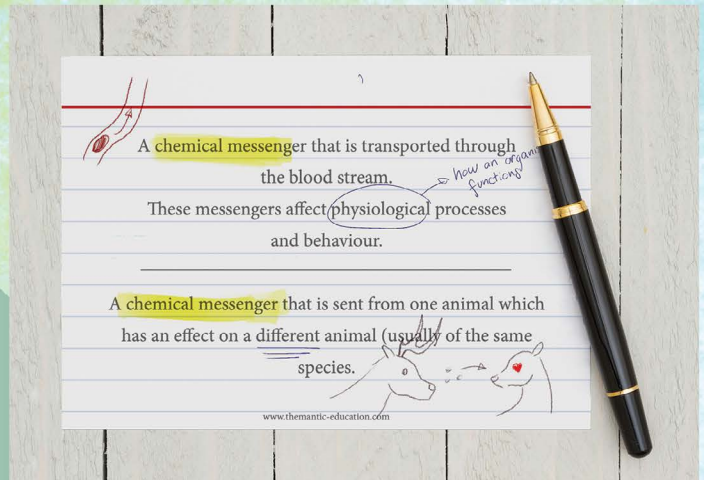 A chemical messenger that is transported through
the blood stream.
how an organi
functions
These messengers affect physiological processes
and behaviour.
A chemical messenger that is sent from one animal which
has an effect on a different animal (usually of the same
species.
www.themantic-education.com